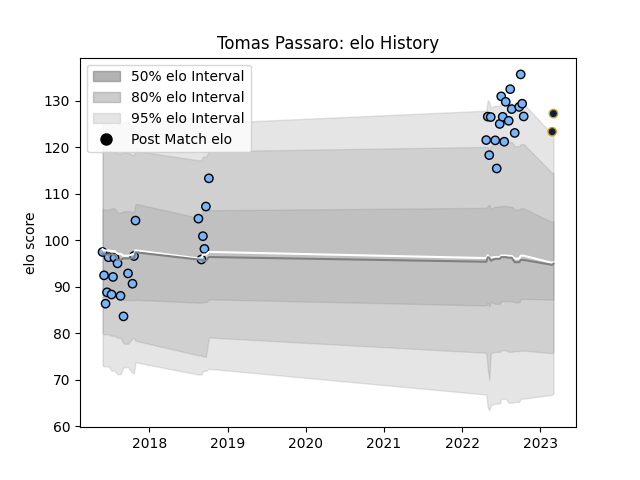 Tomas Passaro: elo History
50% elo Interval
80% elo Interval
95% elo Interval
Post Match elo
elo score
130
120
110
100
90
80
70
60
2018
2019
2020
2021
2022
2023